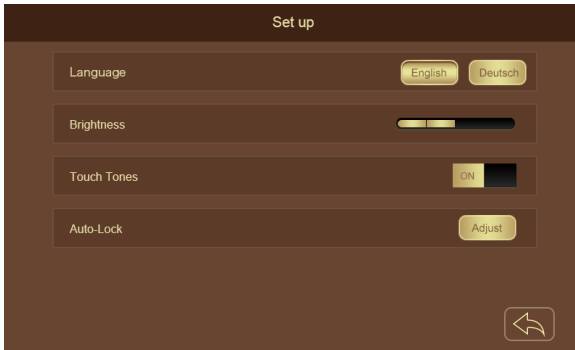 Set up
Language English Deutsch
Brightness
Touch Tones ON
Auto-Lock Adjust